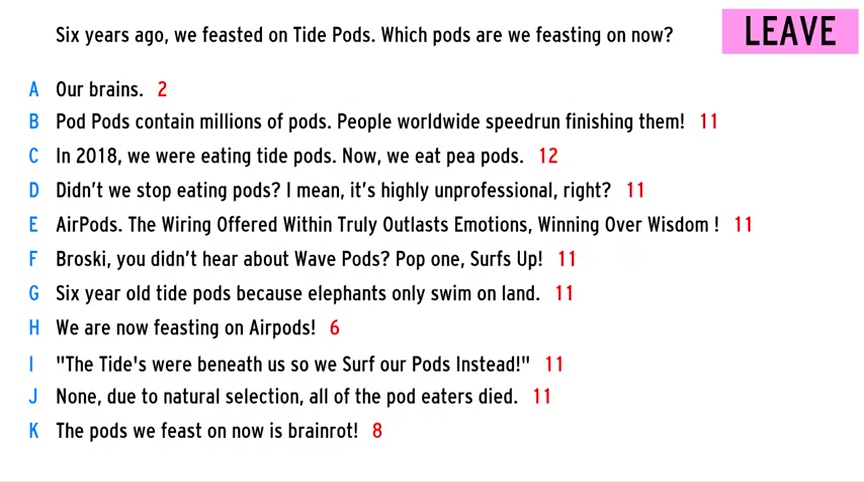 Six years ago, we feasted on Tide Pods. Which pods are we feasting on now?
LEAVE
A Our brains. 2
B Pod Pods contain millions of pods. People worldwide speedrun finishing them! 11
C In 2018, we were eating tide pods. Now, we eat pea pods. 12
D Didn't we stop eating pods? I mean, it's highly unprofessional, right? 11
E AirPods. The Wiring Offered Within Truly Outlasts Emotions, Winning Over Wisdom ! 11
F Broski, you didn't hear about Wave Pods? Pop one, Surfs Up! 11
G Six year old tide pods because elephants only swim on land. 11
H We are now feasting on Airpods! 6
I "The Tide's were beneath us so we Surf our Pods Instead!" 11
J None, due to natural selection, all of the pod eaters died. 11
K The pods we feast on now is brainrot! 8